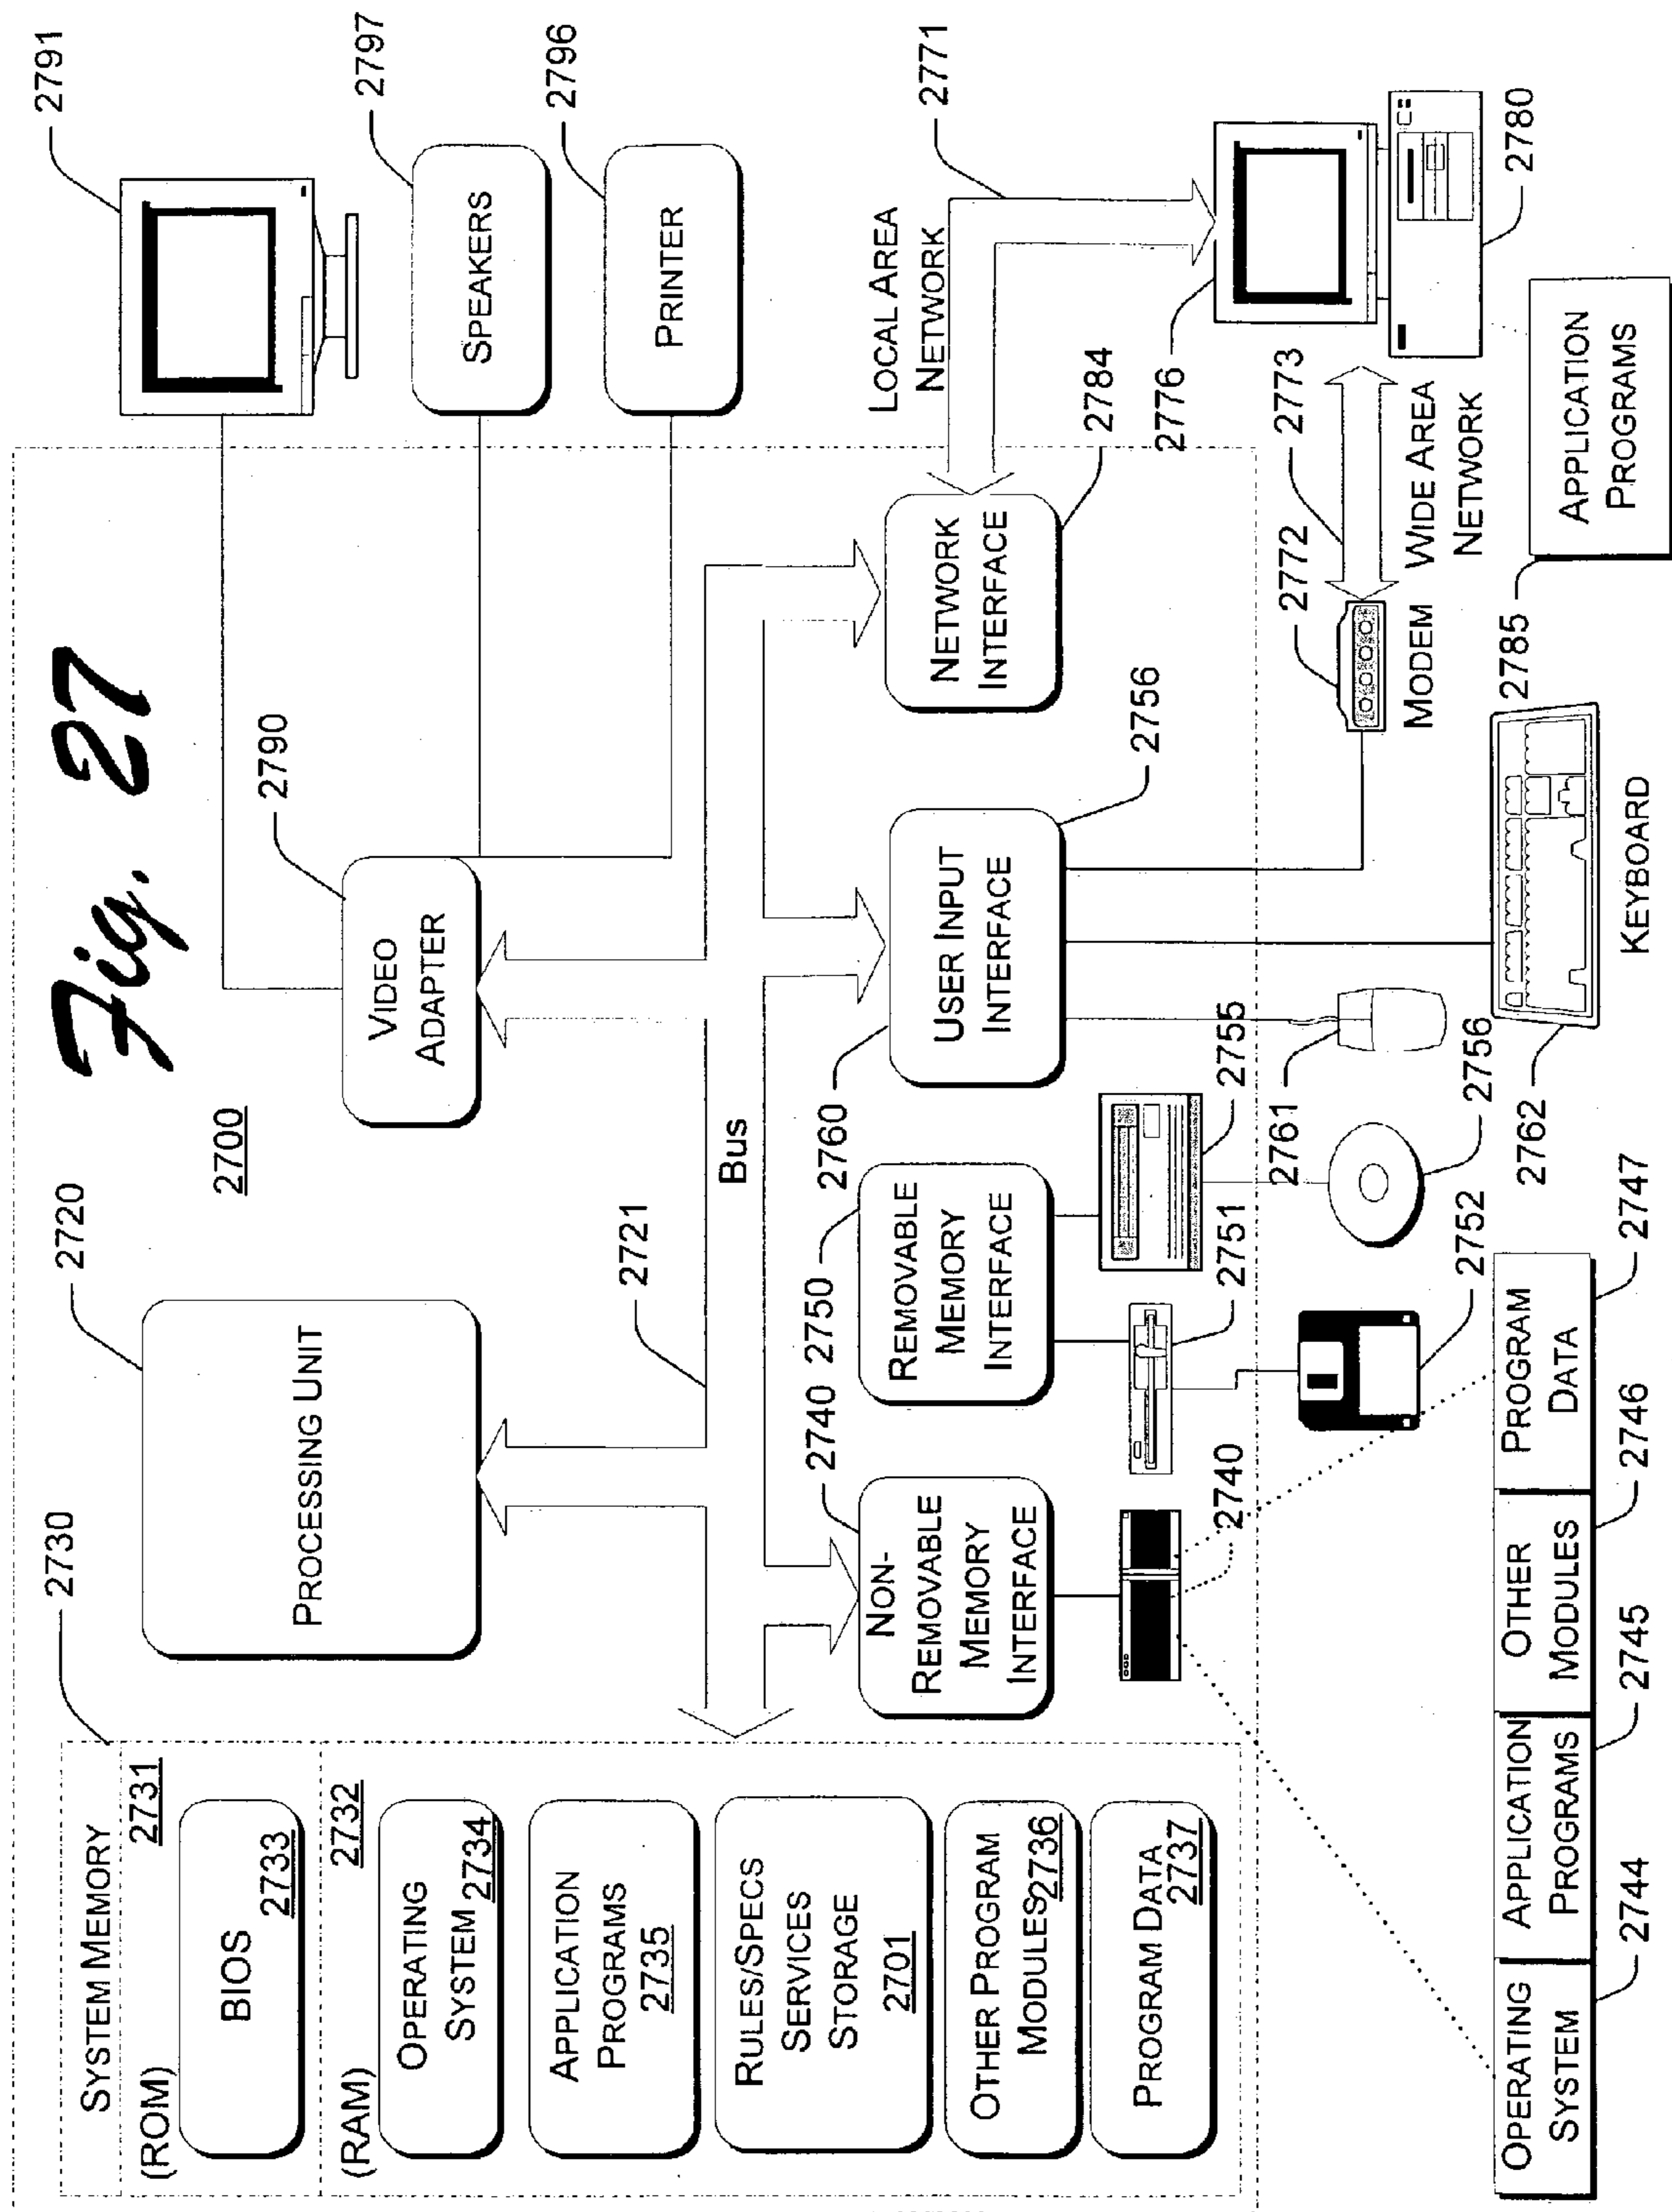 Fig. 27
2700
SYSTEM MEMORY
2730
(ROM)
2731
BIOS
2733
(RAM)
2732
OPERATING
SYSTEM 2734
APPLICATION
PROGRAMS
2735
RULES/SPECS
SERVICES
STORAGE
2701
OTHER PROGRAM
MODULES 2736
PROGRAM DATA
2737
2720
PROCESSING UNIT
2721
Bus
2790
VIDEO
ADAPTER
2791
2797
SPEAKERS
2796
PRINTER
2740
NON-
REMOVABLE
MEMORY
INTERFACE
2750
REMOVABLE
MEMORY
INTERFACE
2760
USER INPUT
INTERFACE
2756
NETWORK
INTERFACE
2784
LOCAL AREA
NETWORK
2771
2776
2740
2751
2755
2752
2756
2761
2762
KEYBOARD
2772
MODEM
2773
WIDE AREA
NETWORK
2780
2785
APPLICATION
PROGRAMS
OPERATING
SYSTEM
2744
APPLICATION
PROGRAMS
2745
OTHER
MODULES
2746
PROGRAM
DATA
2747